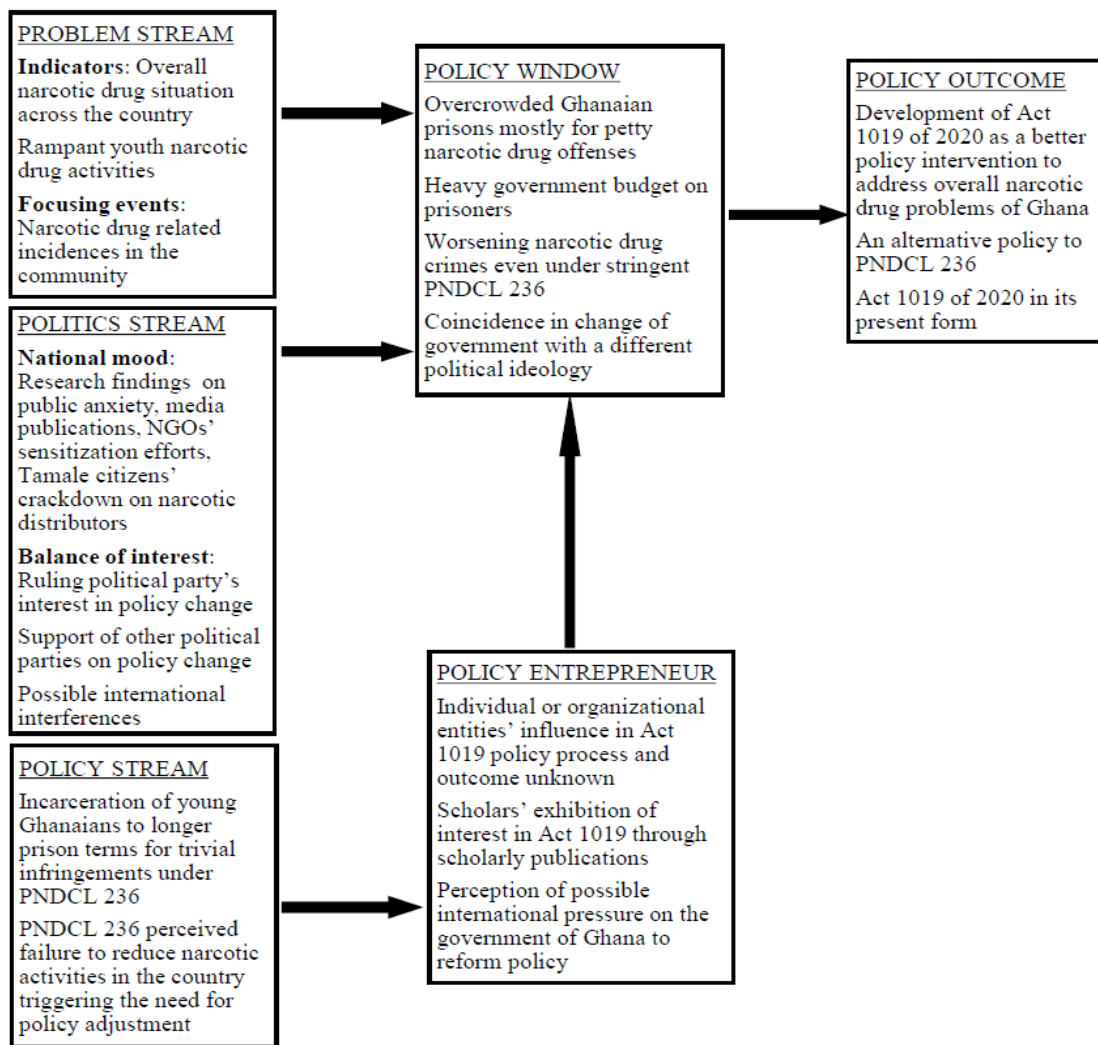 PROBLEM STREAM
Indicators: Overall
narcotic drug situation
across the country
Rampant youth narcotic
drug activities
Focusing events:
Narcotic drug related
incidences in the
community
POLITICS STREAM
National mood:
Research findings on
public anxiety, media
publications, NGOs'
sensitization efforts,
Tamale citizens'
crackdown on narcotic
distributors
Balance of interest:
Ruling political party's
interest in policy change
Support of other political
parties on policy change
Possible international
interferences
POLICY STREAM
Incarceration of young
Ghanaians to longer
prison terms for trivial
infringements under
PNDCL 236
PNDCL 236 perceived
failure to reduce narcotic
activities in the country
triggering the need for
policy adjustment
POLICY WINDOW
Overcrowded Ghanaian
prisons mostly for petty
narcotic drug offenses
Heavy government budget on
prisoners
Worsening narcotic drug
crimes even under stringent
PNDCL 236
Coincidence in change of
government with a different
political ideology
POLICY ENTREPRENEUR
Individual or organizational
entities' influence in Act
1019 policy process and
outcome unknown
Scholars' exhibition of
interest in Act 1019 through
scholarly publications
Perception of possible
international pressure on the
government of Ghana to
reform policy
POLICY OUTCOME
Development of Act
1019 of 2020 as a better
policy intervention to
address overall narcotic
drug problems of Ghana
An alternative policy to
PNDCL 236
Act 1019 of 2020 in its
present form